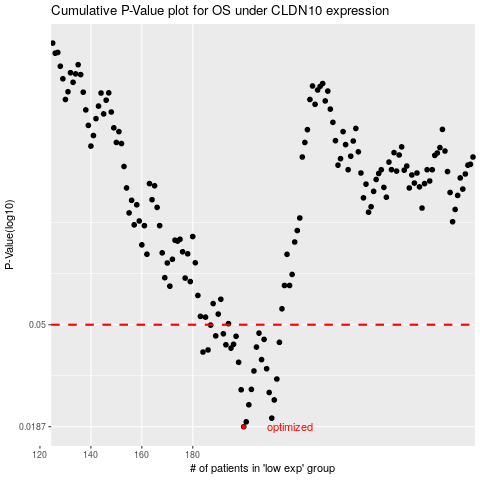 Cumulative P-Value plot for OS under CLDN10 expression
P-Value(log10)
0.05
0.0187
optimized
120 140 160 180
# of patients in 'low exp' group